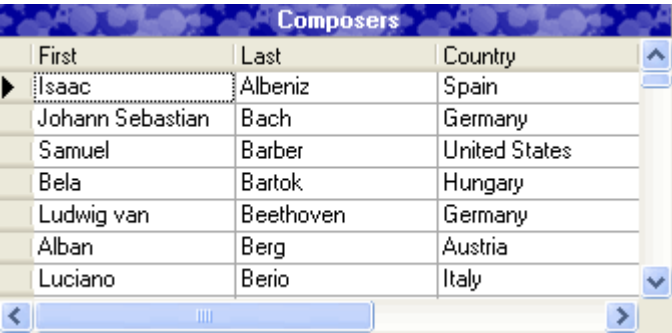 Composers
First Last Country
Isaac Albeniz Spain
Johann Sebastian Bach Germany
Samuel Barber United States
Bela Bartok Hungary
Ludwig van Beethoven Germany
Alban Berg Austria
Luciano Berio Italy